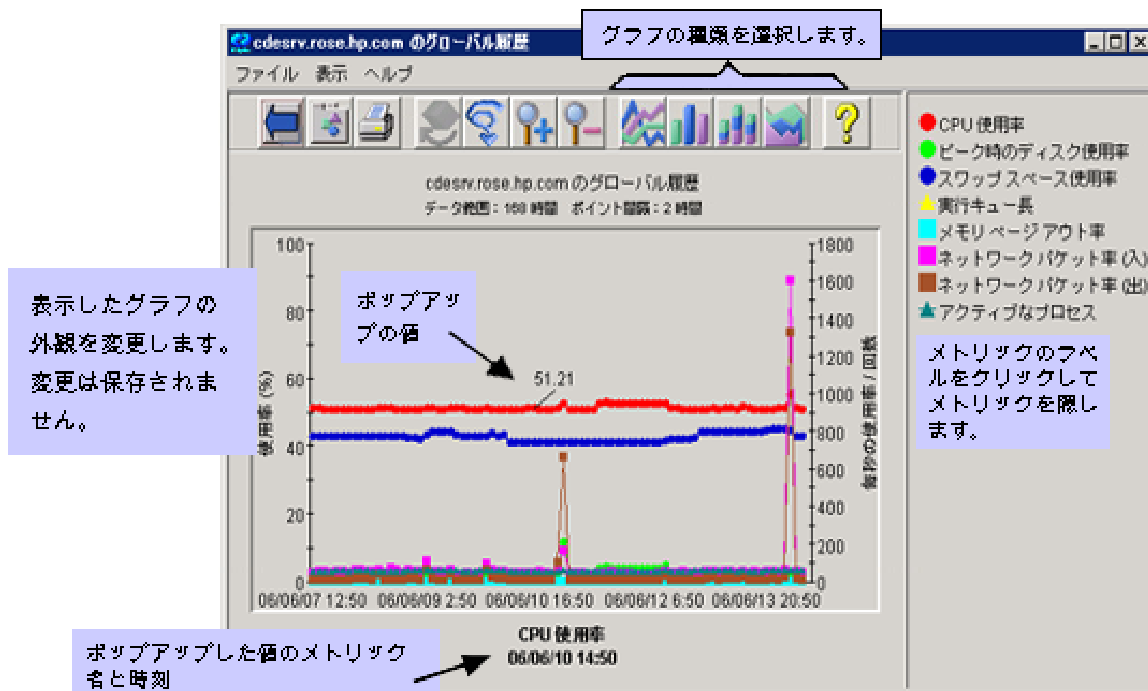 グラフの種類を選択します。
cdesrv.rose.hp.com のグローバル履歴
ファイル 表示 ヘルプ
cdesrv.rose.hp.com のグローバル履歴
データ範囲：168 時間 ポイント間隔：2 時間
CPU 使用率
ピーク時のディスク使用率
スワップ スペース使用率
実行キュー長
メモリ ページ アウト率
ネットワーク パケット率 (入)
ネットワーク パケット率 (出)
アクティブなプロセス
メトリックのラベ
ルをクリックして
メトリックを隠し
ます。
表示したグラフの
外観を変更します。
変更は保存されま
せん。
ポップアッ
プの値
51.21
使用率 (%)
100
80
60
40
20
0
1800
1600
1400
1200
1000
800
600
400
200
0
毎秒の使用率 / 回数
06/06/07 12:50 06/06/09 2:50 06/06/10 16:50 06/06/12 6:50 06/06/13 20:50
CPU 使用率
06/06/10 14:50
ポップアップした値のメトリック
名と時刻